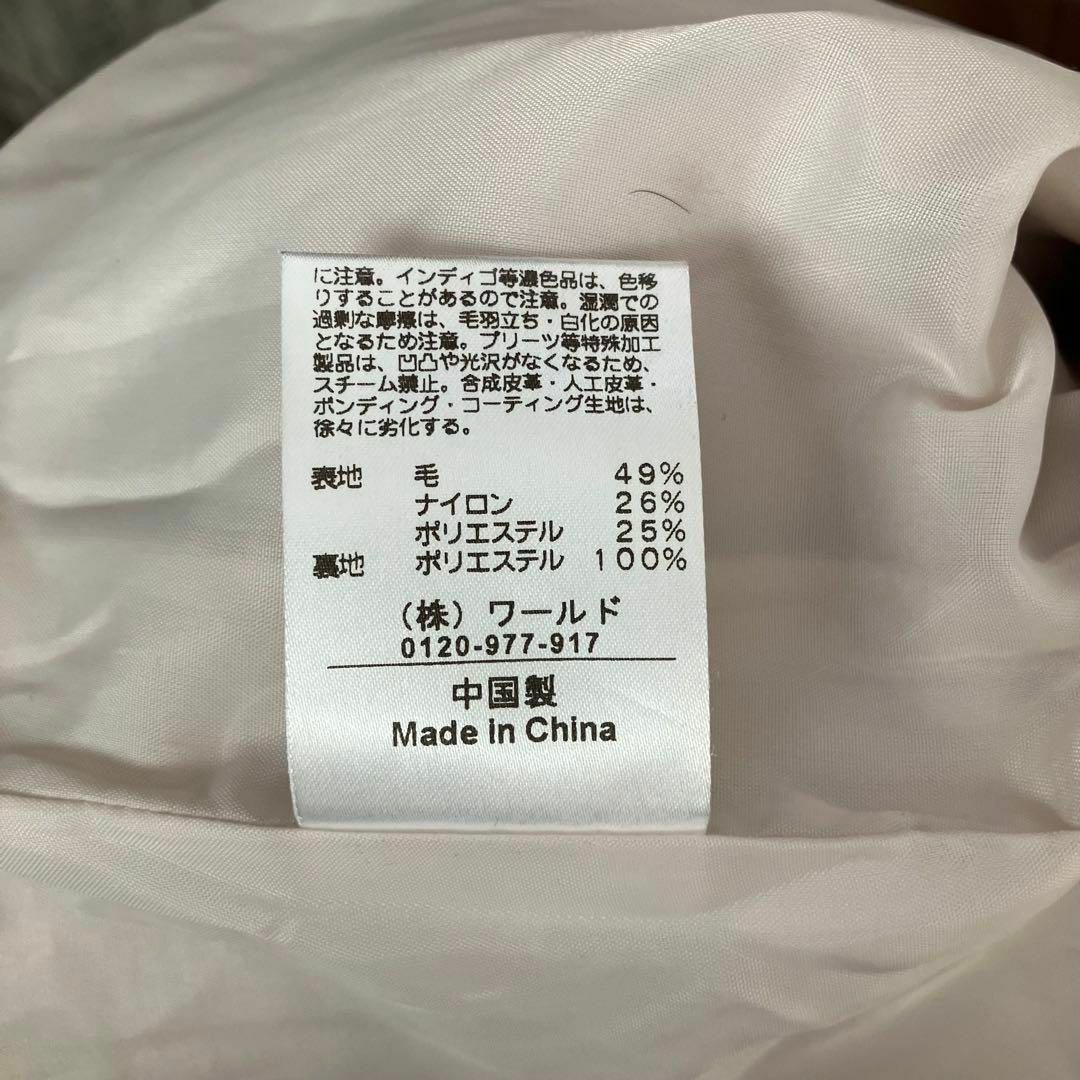 に注意。インディゴ等濃色品は、色移
りすることがあるので注意。湿潤での
過剰な摩擦は、毛羽立ち・白化の原因
となるため注意。プリーツ等特殊加工
製品は、凹凸や光沢がなくなるため、
スチーム禁止。合成皮革・人工皮革・
ボンディング・コーティング生地は、
徐々に劣化する。
表地 毛 49%
ナイロン 26%
ポリエステル 25%
裏地 ポリエステル 100%
(株)ワールド
0120-977-917
中国製
Made in China